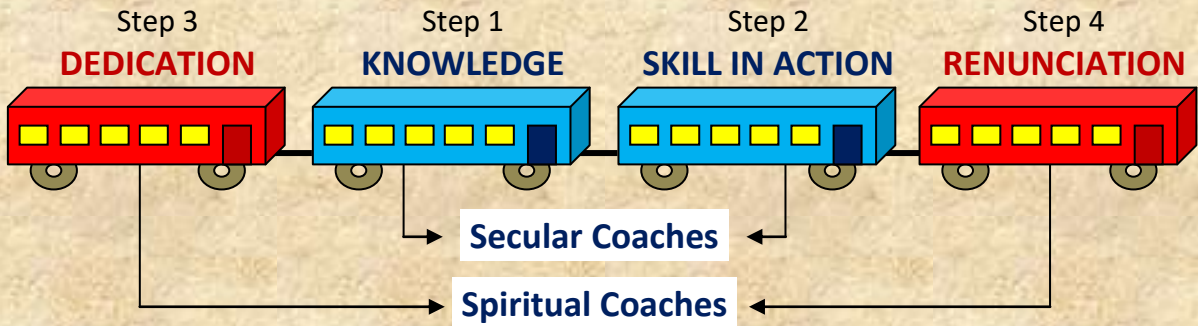 Step 3 Step 1 Step 2 Step 4
DEDICATION KNOWLEDGE SKILL IN ACTION RENUNCIATION
Secular Coaches
Spiritual Coaches